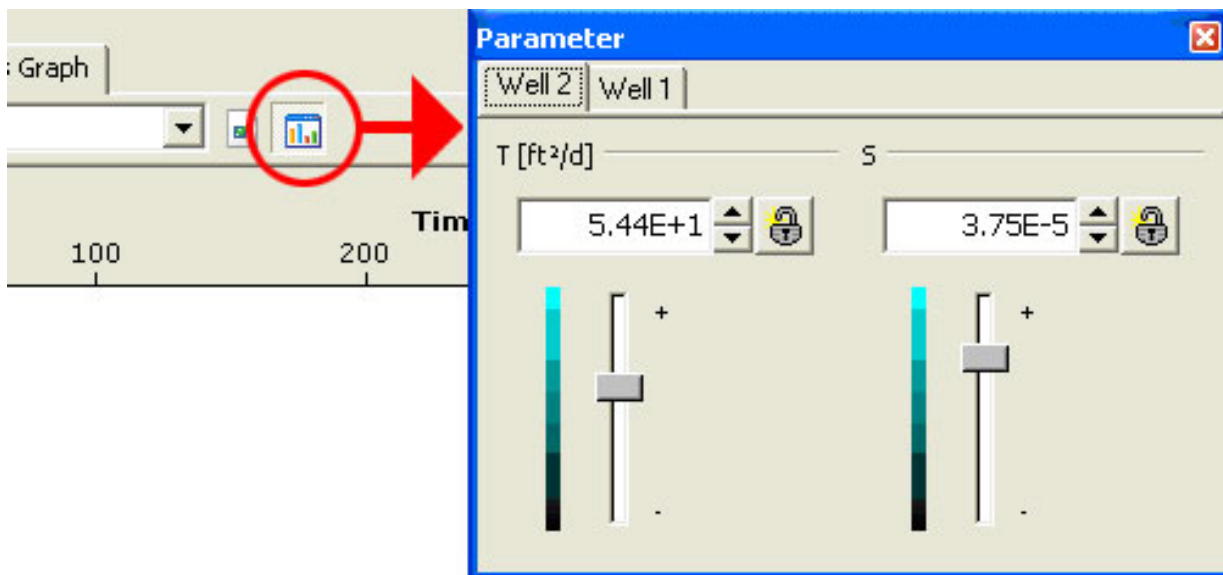 s Graph
Tim
100
200
Parameter
Well 2
Well 1
T [ft²/d]
S
5.44E+1
3.75E-5
+
+
-
-